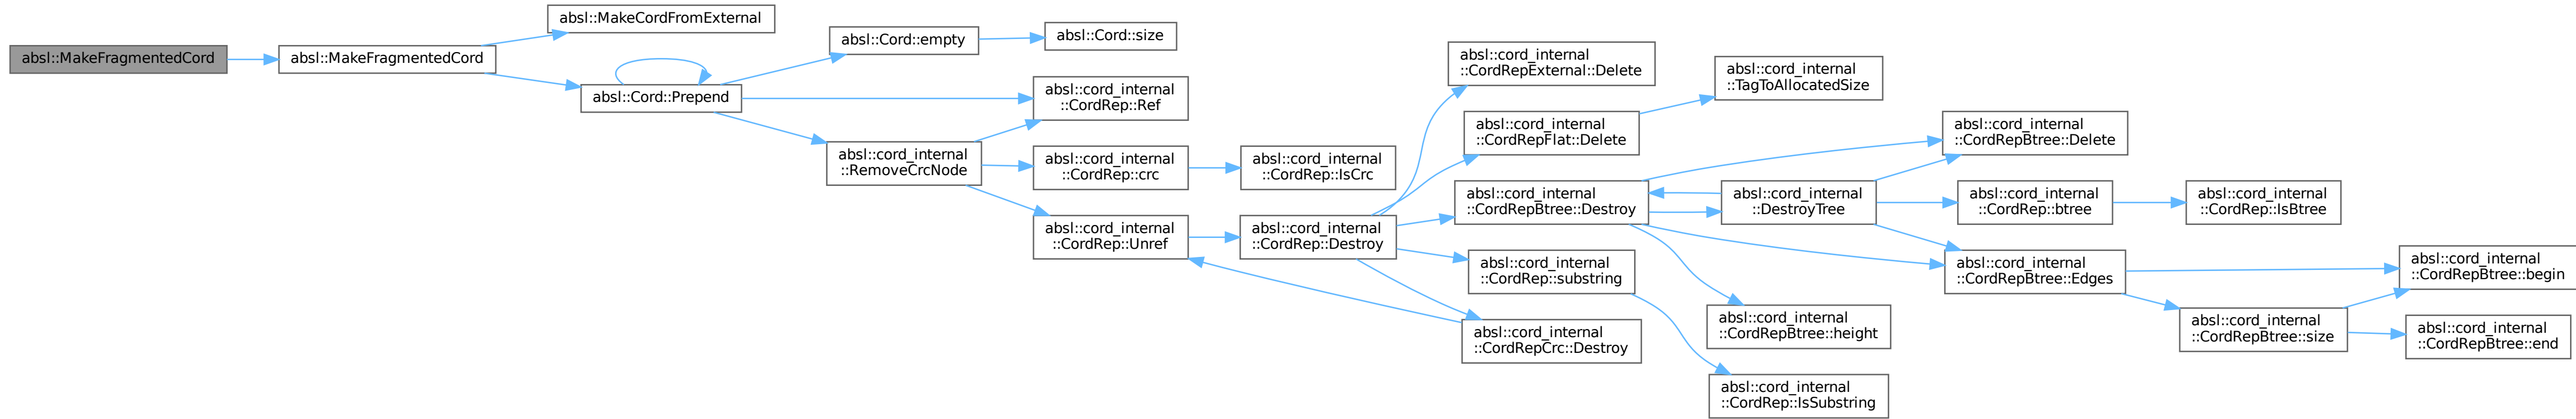 absl::MakeFragmentedCord
absl::MakeFragmentedCord
absl::MakeCordFromExternal
absl::Cord::Prepend
absl::Cord::empty
absl::Cord::size
absl::cord_internal
::CordRep::Ref
absl::cord_internal
::RemoveCrcNode
absl::cord_internal
::CordRep::crc
absl::cord_internal
::CordRep::IsCrc
absl::cord_internal
::CordRep::Unref
absl::cord_internal
::CordRep::Destroy
absl::cord_internal
::CordRepExternal::Delete
absl::cord_internal
::CordRepFlat::Delete
absl::cord_internal
::TagToAllocatedSize
absl::cord_internal
::CordRepBtree::Destroy
absl::cord_internal
::DestroyTree
absl::cord_internal
::CordRepBtree::Delete
absl::cord_internal
::CordRep::btree
absl::cord_internal
::CordRep::IsBtree
absl::cord_internal
::CordRepBtree::Edges
absl::cord_internal
::CordRepBtree::begin
absl::cord_internal
::CordRepBtree::size
absl::cord_internal
::CordRepBtree::end
absl::cord_internal
::CordRepBtree::height
absl::cord_internal
::CordRep::substring
absl::cord_internal
::CordRep::IsSubstring
absl::cord_internal
::CordRepCrc::Destroy